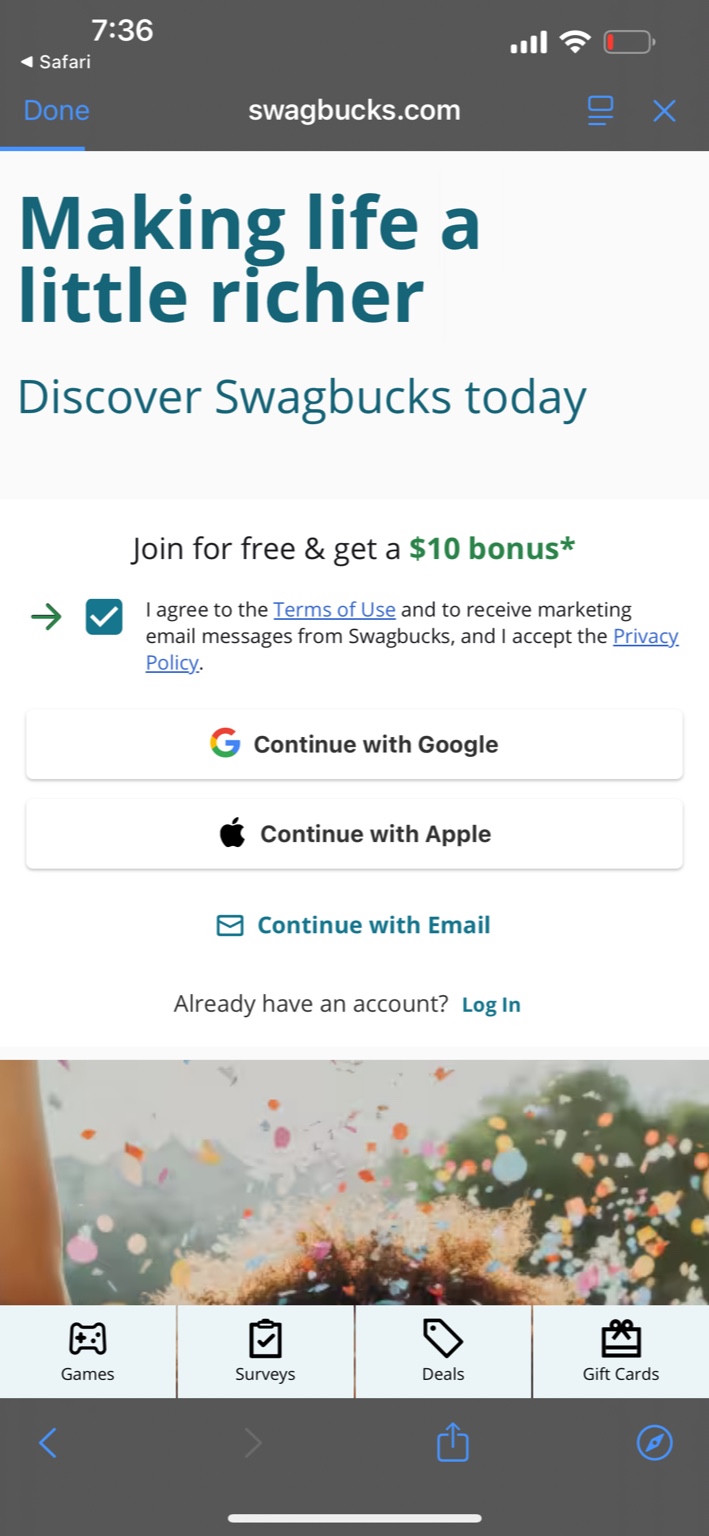 7:36
Safari
Done swagbucks.com
Making life a
little richer
Discover Swagbucks today
Join for free & get a $10 bonus*
I agree to the Terms of Use and to receive marketing
email messages from Swagbucks, and I accept the Privacy
Policy.
Continue with Google
Continue with Apple
Continue with Email
Already have an account? Log In
Games Surveys Deals Gift Cards